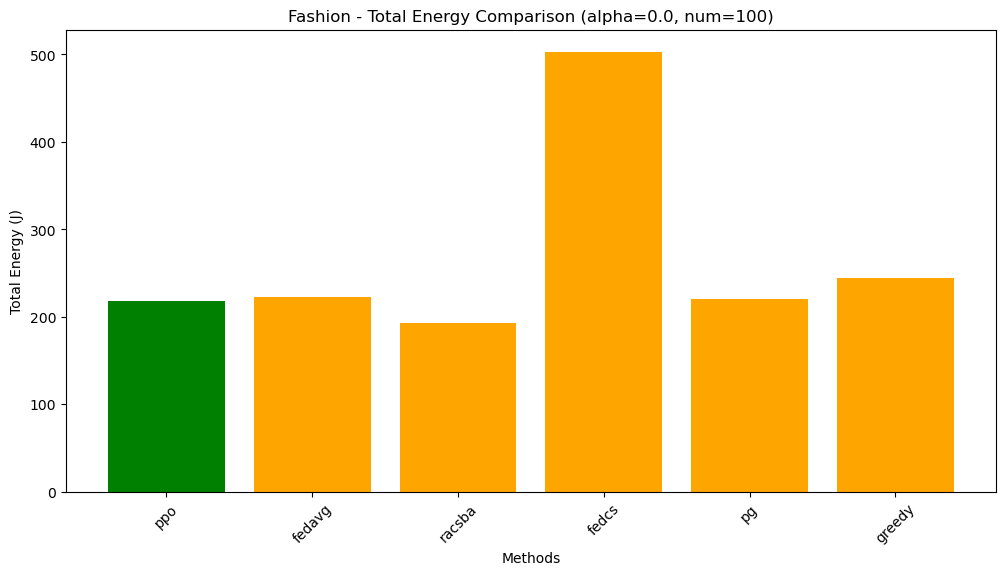 Fashion - Total Energy Comparison (alpha=0.0, num=100)
Total Energy (J)
500
400
300
200
100
0
ppo
fedavg
racsba
fedcs
pg
greedy
Methods